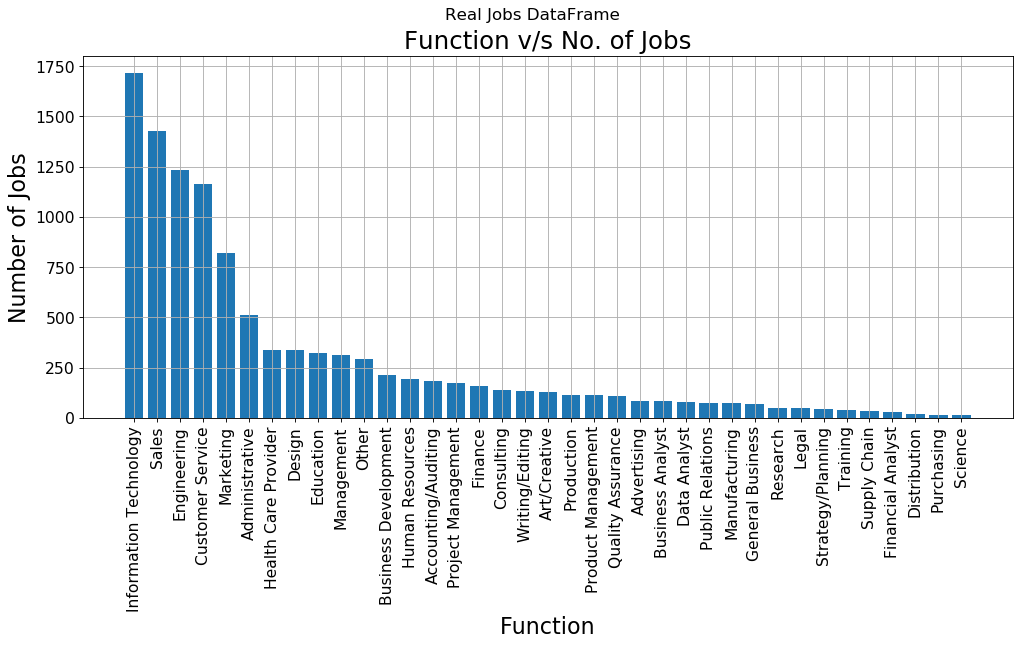 Real Jobs DataFrame
Function v/s No. of Jobs
Number of Jobs
1750
1500
1250
1000
750
500
250
0
Information Technology
Sales
Engineering
Customer Service
Marketing
Administrative
Health Care Provider
Design
Education
Management
Other
Business Development
Human Resources
Accounting/Auditing
Project Management
Finance
Consulting
Writing/Editing
Art/Creative
Production
Product Management
Quality Assurance
Advertising
Business Analyst
Data Analyst
Public Relations
Manufacturing
General Business
Research
Legal
Strategy/Planning
Training
Supply Chain
Financial Analyst
Distribution
Purchasing
Science
Function